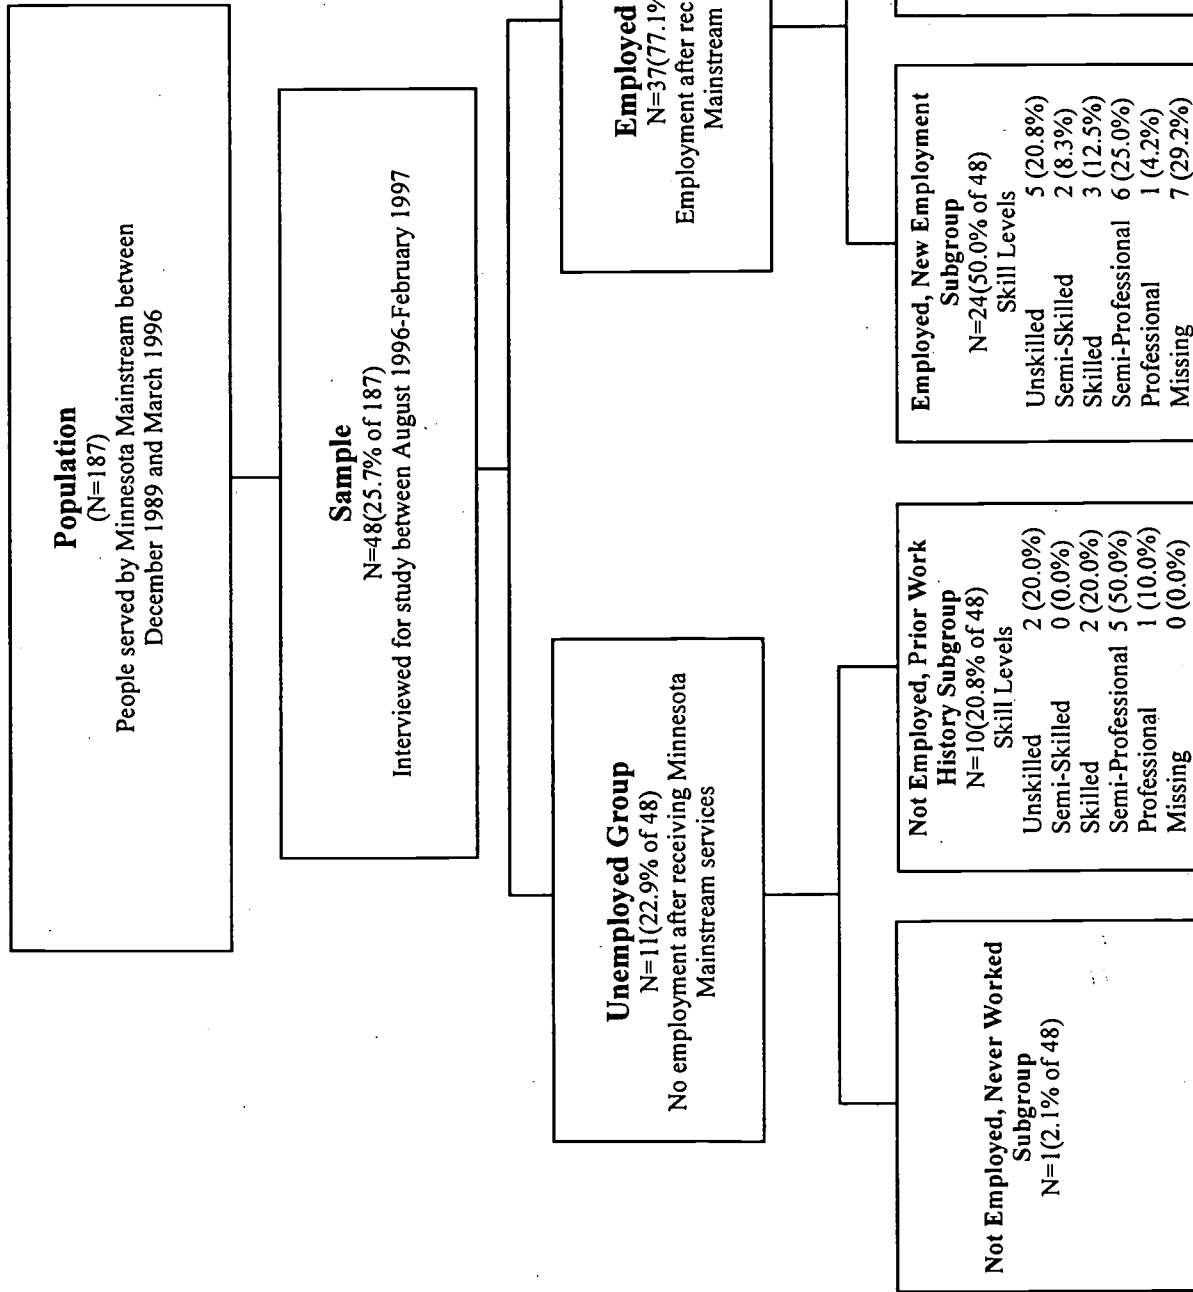 Population
(N=187)
People served by Minnesota Mainstream between
December 1989 and March 1996
Sample
N=48(25.7% of 187)
Interviewed for study between August 1996-February 1997
Unemployed Group
N=11(22.9% of 48)
No employment after receiving Minnesota
Mainstream services
Employed
N=37(77.1%
Employment after rec
Mainstream
Not Employed, Never Worked
Subgroup
N=1(2.1% of 48)
Not Employed, Prior Work
History Subgroup
N=10(20.8% of 48)
Skill Levels
Unskilled 2 (20.0%)
Semi-Skilled 0 (0.0%)
Skilled 2 (20.0%)
Semi-Professional 5 (50.0%)
Professional 1 (10.0%)
Missing 0 (0.0%)
Employed, New Employment
Subgroup
N=24(50.0% of 48)
Skill Levels
Unskilled 5 (20.8%)
Semi-Skilled 2 (8.3%)
Skilled 3 (12.5%)
Semi-Professional 6 (25.0%)
Professional 1 (4.2%)
Missing 7 (29.2%)